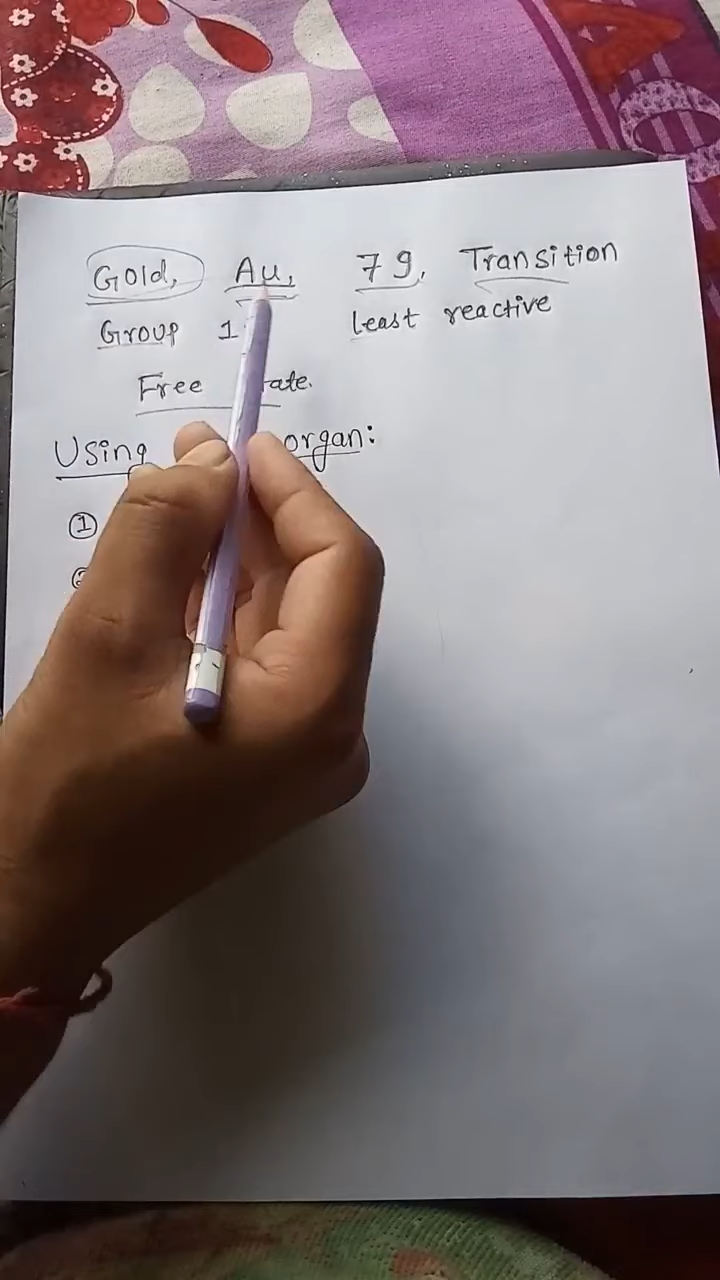 Gold, Au, 79, Transition
Group 1 least reactive
Free ate.
Using organ:
①